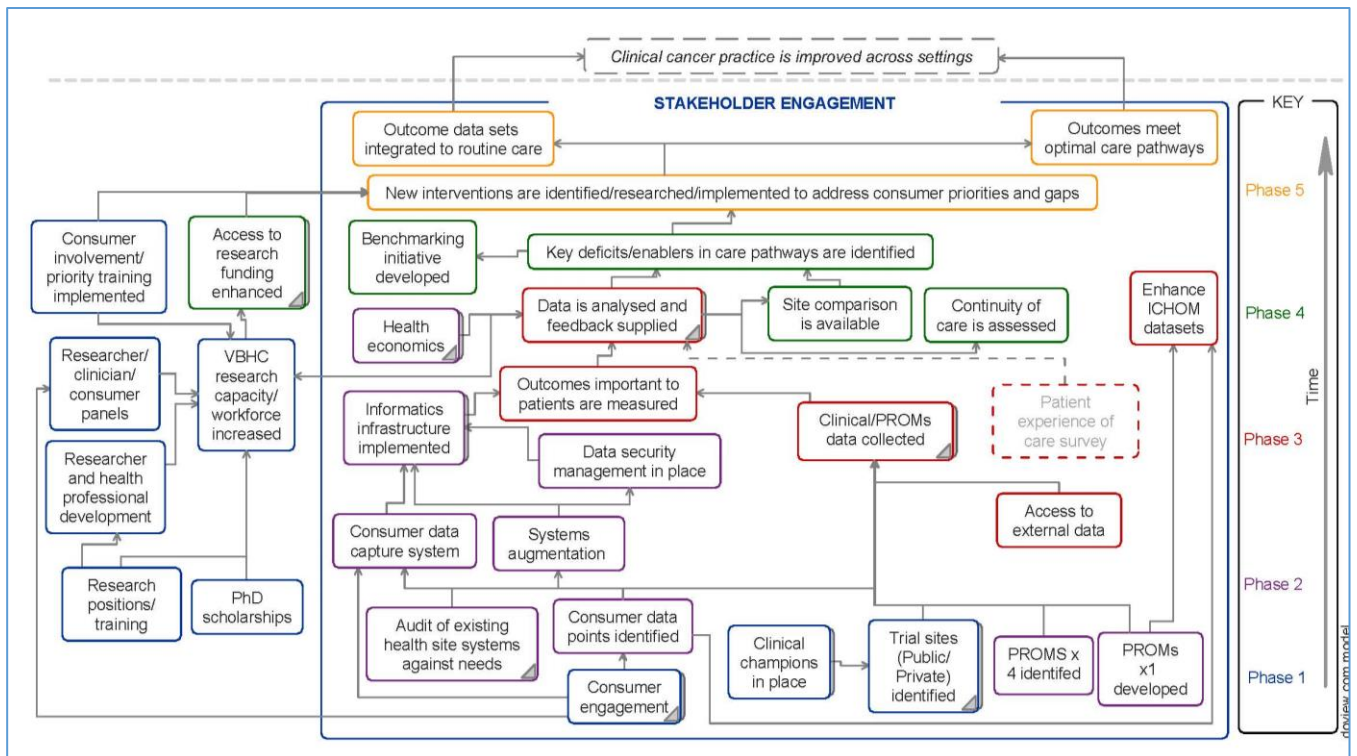 Clinical cancer practice is improved across settings
STAKEHOLDER ENGAGEMENT
KEY
Outcome data sets
integrated to routine care
Outcomes meet
optimal care pathways
New interventions are identified/researched/implemented to address consumer priorities and gaps
Phase 5
Consumer
involvement/
priority training
implemented
Access to
research
funding
enhanced
Benchmarking
initiative
developed
Key deficits/enablers in care pathways are identified
Health
economics
Data is analysed and
feedback supplied
Site comparison
is available
Continuity
of care is assessed
Enhance
ICHOM
datasets
Phase 4
Researcher/
clinician/
consumer
panels
VBHC
research
capacity/
workforce
increased
Outcomes important to
patients are measured
Informatics
infrastructure
implemented
Clinical/PROMs
data collected
Patient
experience of
care survey
Time
Phase 3
Researcher
and health
professional
development
Data security
management in place
Access to
external data
Consumer data
capture system
Systems
augmentation
Research
positions/
training
PhD
scholarships
Phase 2
Audit of existing
health site systems
against needs
Consumer data
points identified
Clinical
champions
in place
Trial sites
(Public/
Private)
identified
PROMS x
4 identifed
PROMs
x1
developed
Consumer
engagement
Phase 1
doview.com model